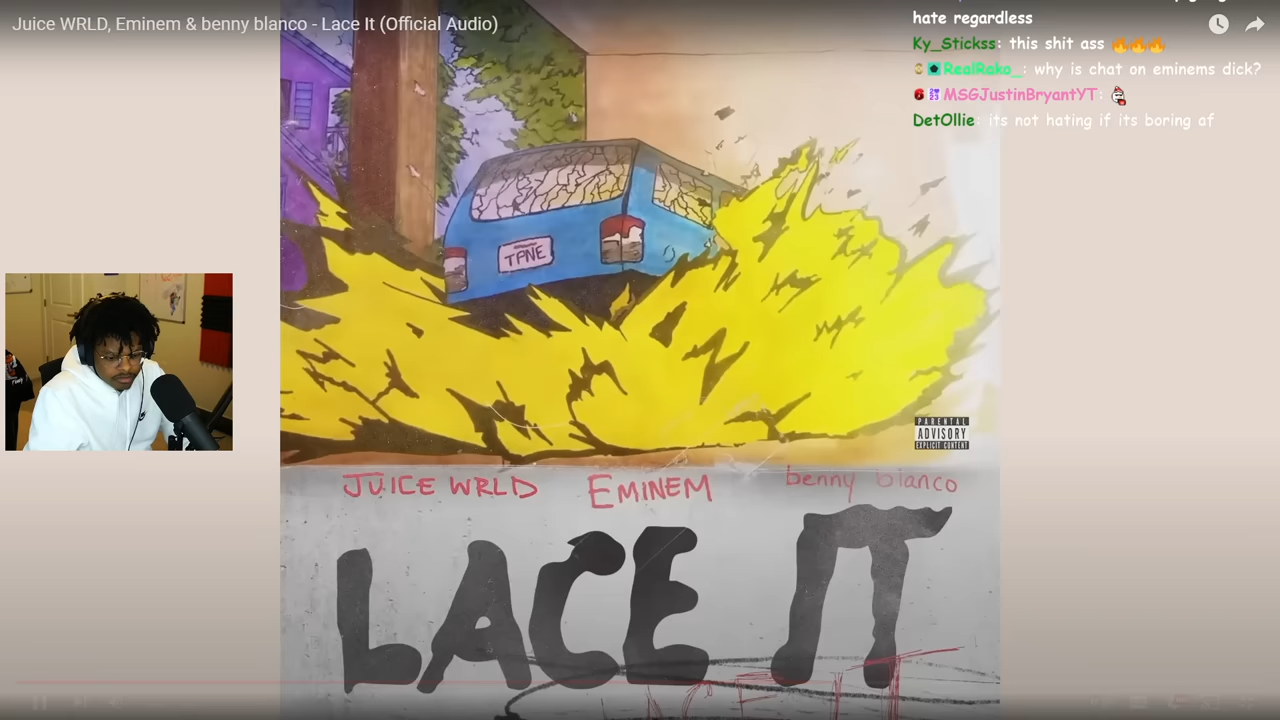 Juice WRLD, Eminem & benny blanco - Lace It (Official Audio)
hate regardless
Ky_Stickss: this shit ass 🔥🔥🔥
RealRako_: why is chat on eminems dick?
MSGJustinBryantYT:
DetOllie: its not hating if its boring af
TPNE
PARENTAL
ADVISORY
EXPLICIT CONTENT
JUICE WRLD EMINEM benny blanco
LACE IT